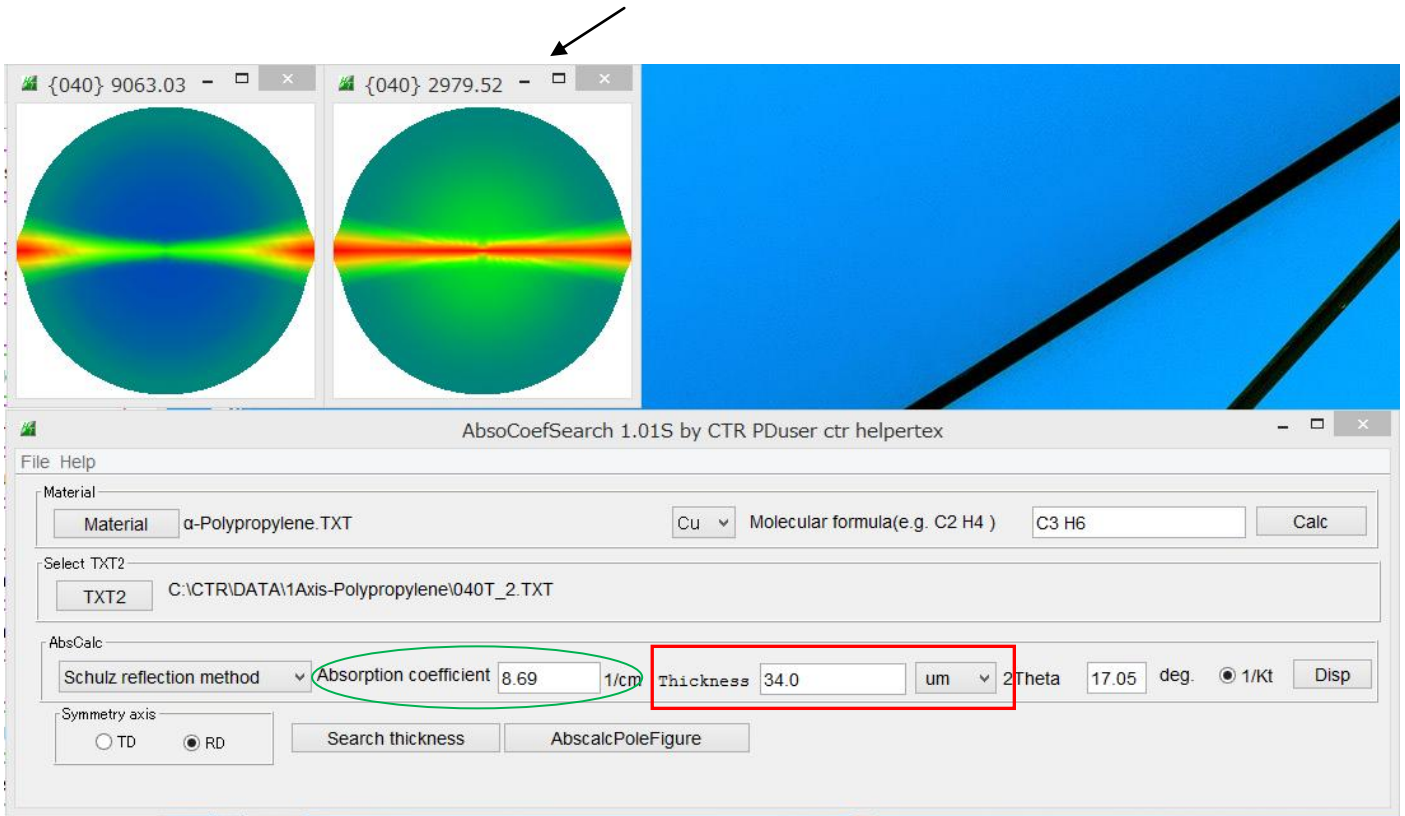 {040} 9063.03
{040} 2979.52
AbsoCoefSearch 1.01S by CTR PDuser ctr helpertex
File Help
Material
Material α-Polypropylene.TXT Cu Molecular formula(e.g. C2 H4 ) C3 H6 Calc
Select TXT2
TXT2 C:\CTR\DATA\1Axis-Polypropylene\040T_2.TXT
AbsCalc
Schulz reflection method Absorption coefficient 8.69 1/cm Thickness 34.0 um 2Theta 17.05 deg. 1/Kt Disp
Symmetry axis
TD RD Search thickness AbscalcPoleFigure